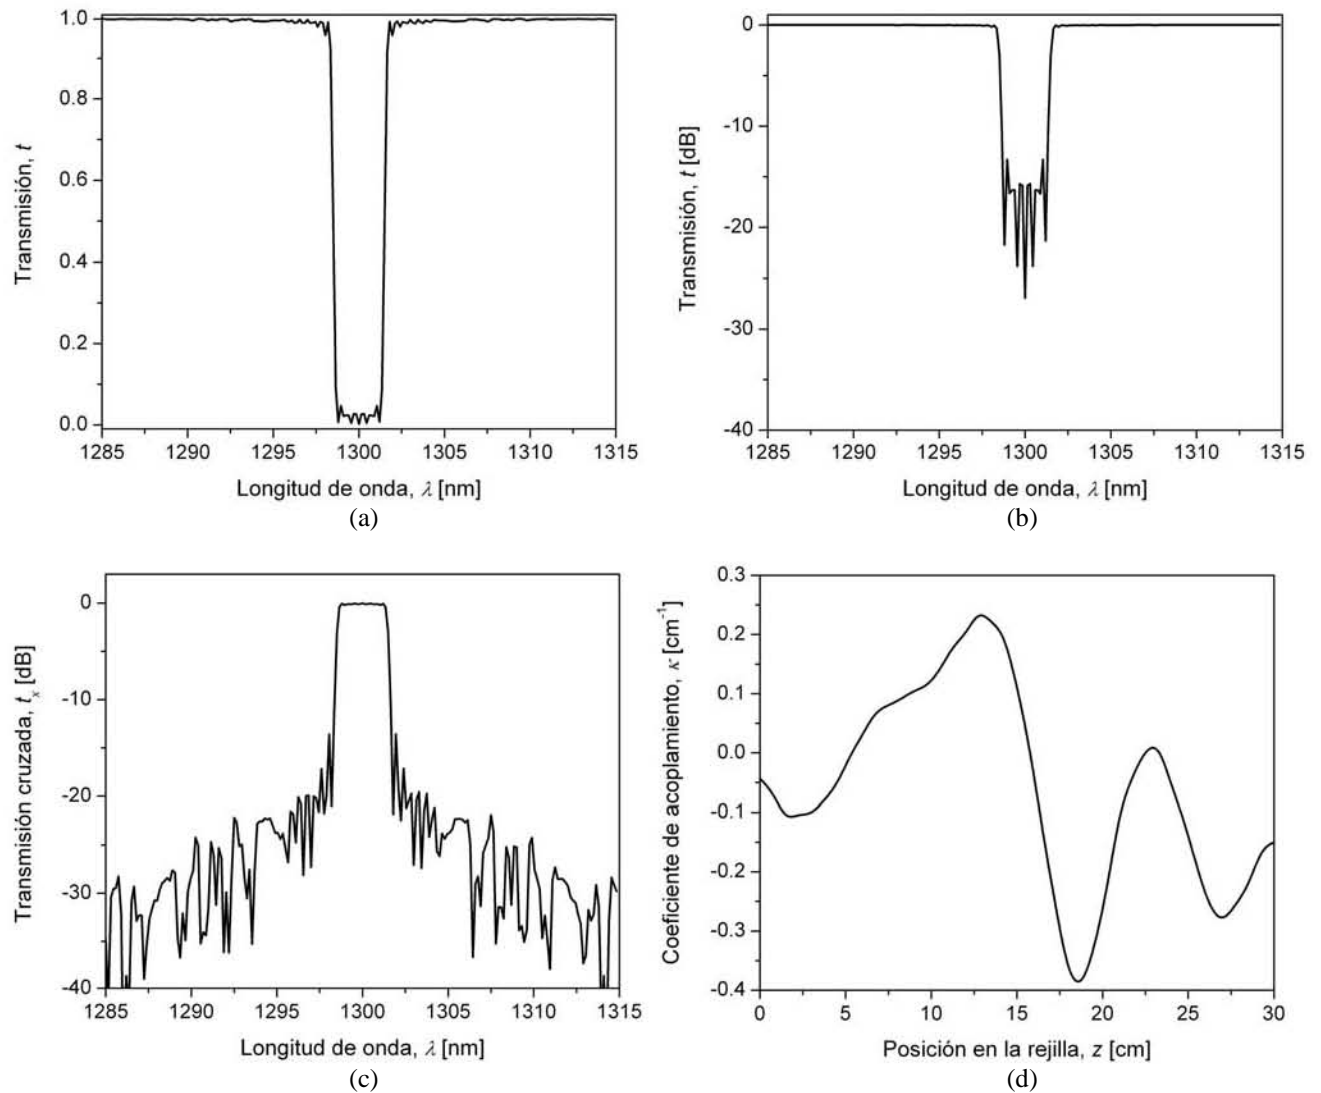 1.0
0.8
0.6
0.4
0.2
0.0
Transmisión, t
1285 1290 1295 1300 1305 1310 1315
Longitud de onda, λ [nm]
(a)
0
-10
-20
-30
-40
Transmisión, t [dB]
1285 1290 1295 1300 1305 1310 1315
Longitud de onda, λ [nm]
(b)
0
-10
-20
-30
-40
Transmisión cruzada, tₓ [dB]
1285 1290 1295 1300 1305 1310 1315
Longitud de onda, λ [nm]
(c)
0.3
0.2
0.1
0.0
-0.1
-0.2
-0.3
-0.4
Coeficiente de acoplamiento, κ [cm⁻¹]
0 5 10 15 20 25 30
Posición en la rejilla, z [cm]
(d)